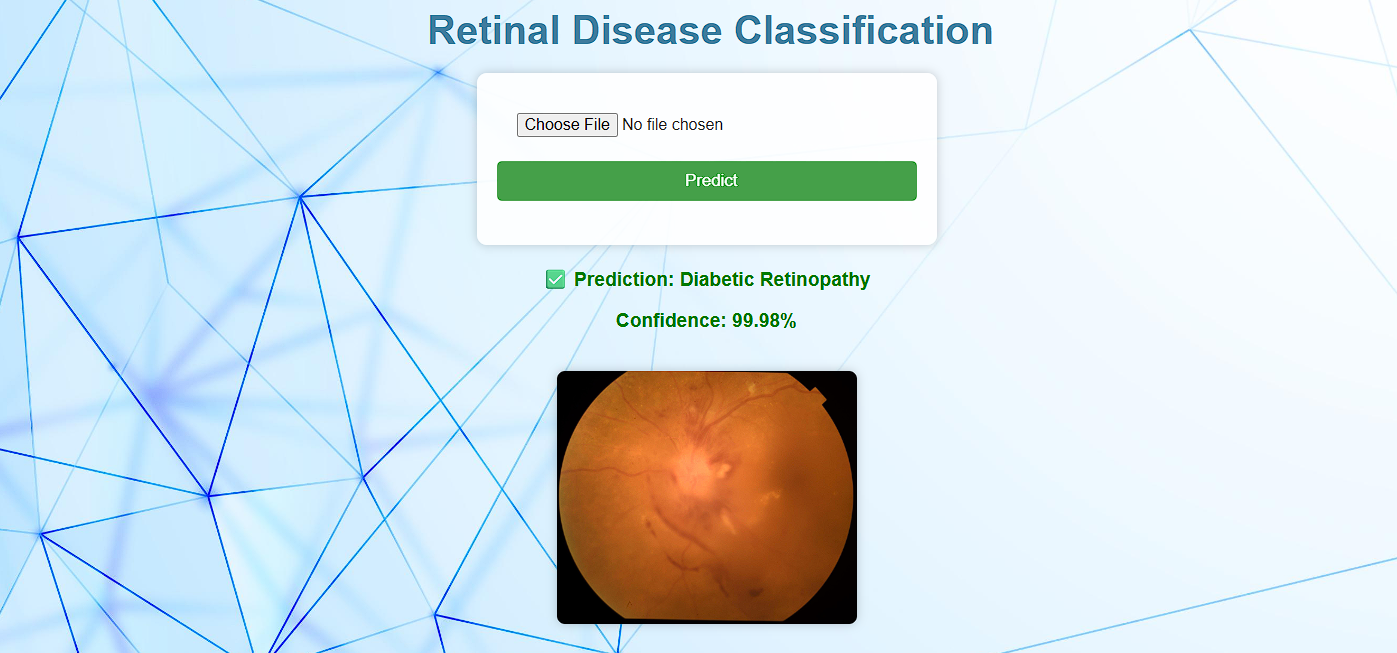 Retinal Disease Classification
Choose File No file chosen
Predict
✅ Prediction: Diabetic Retinopathy
Confidence: 99.98%